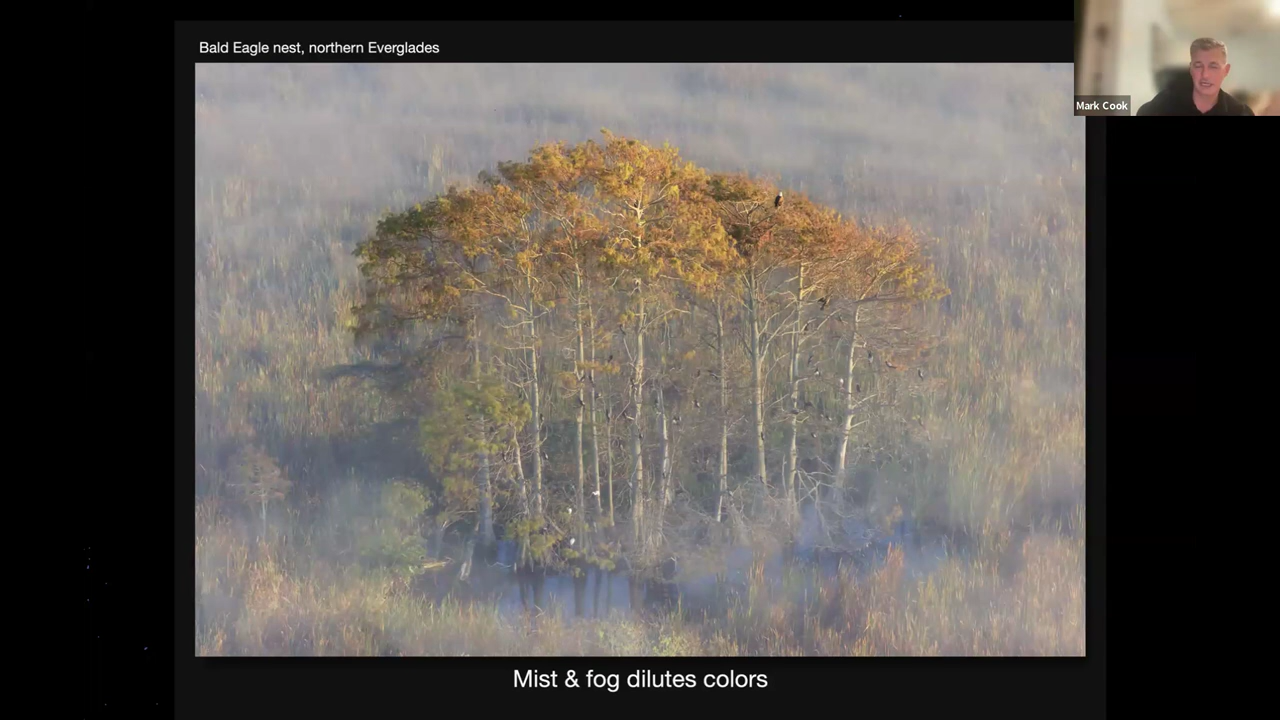 Bald Eagle nest, northern Everglades
Mark Cook
Mist & fog dilutes colors